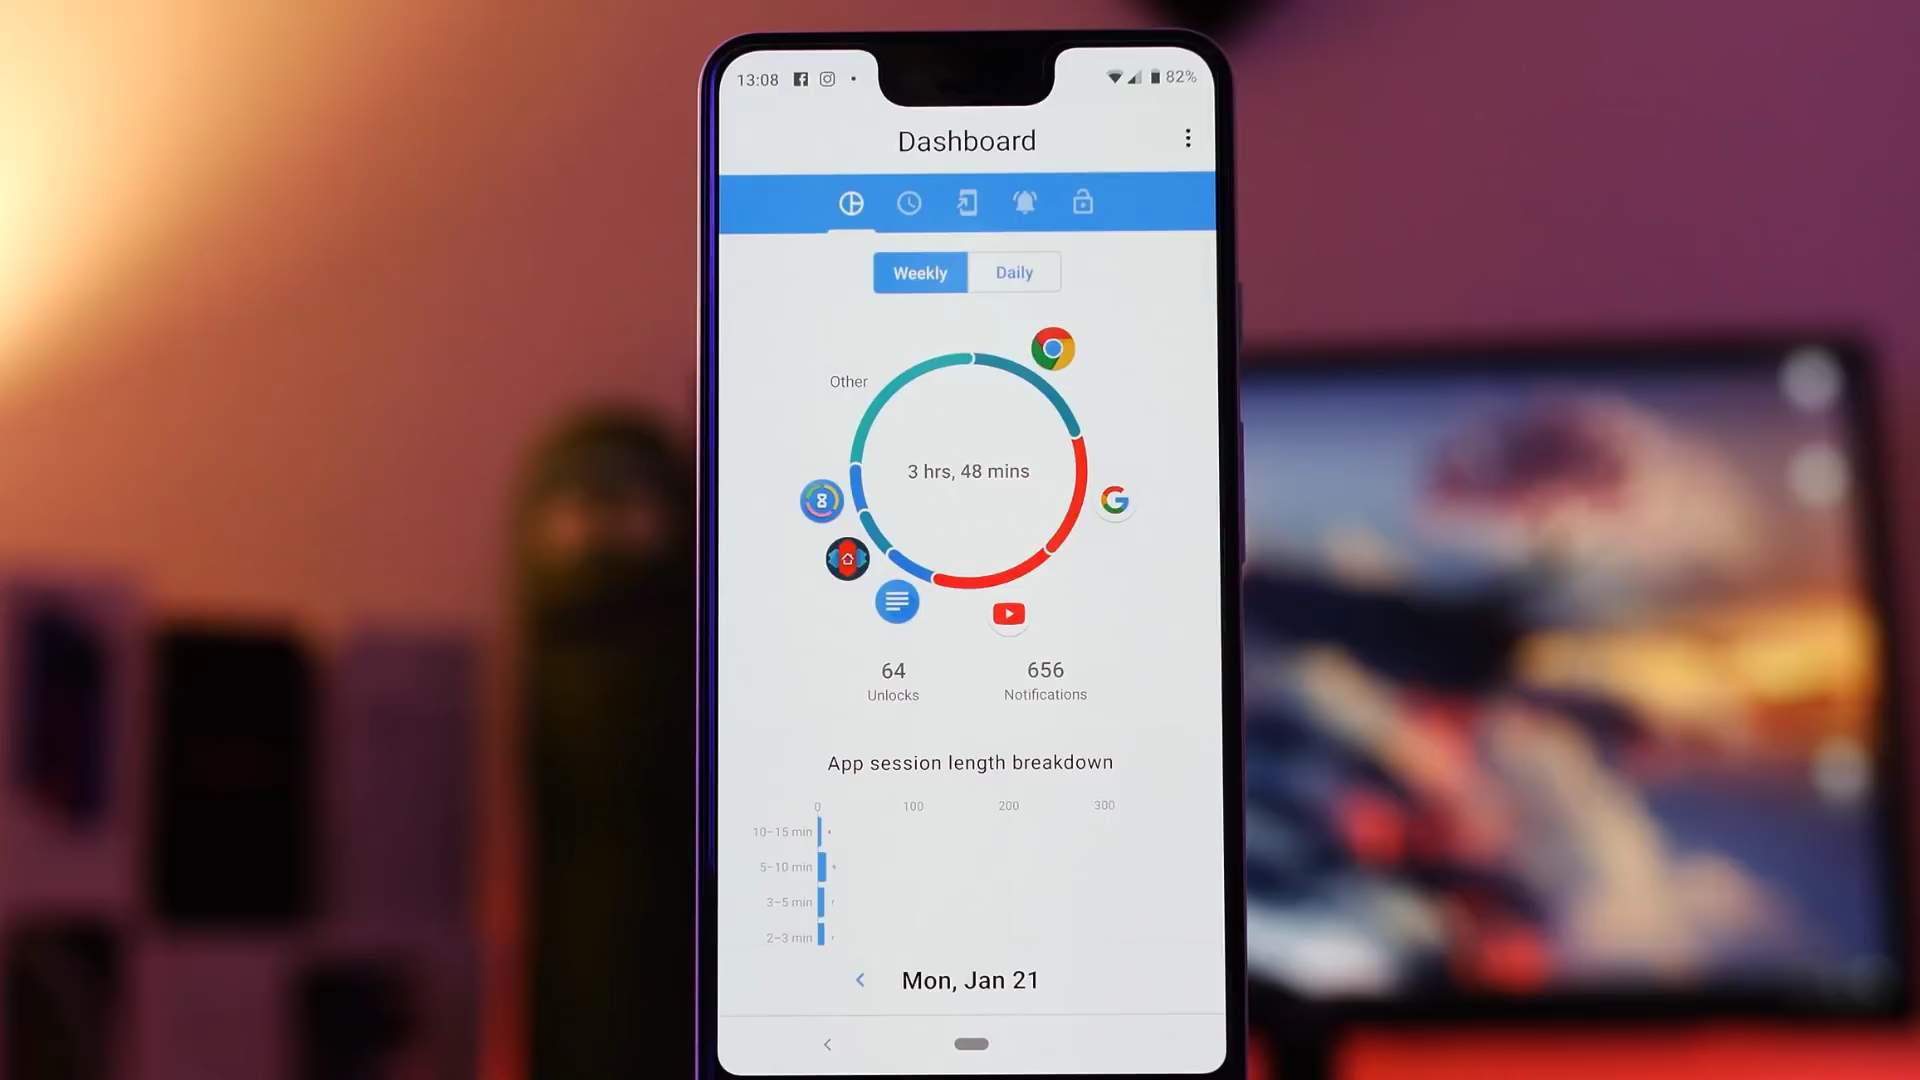 13:08
82%
Dashboard
Weekly
Daily
Other
3 hrs, 48 mins
64
656
Unlocks
Notifications
App session length breakdown
0
100
200
300
10–15 min
5–10 min
3–5 min
2–3 min
Mon, Jan 21